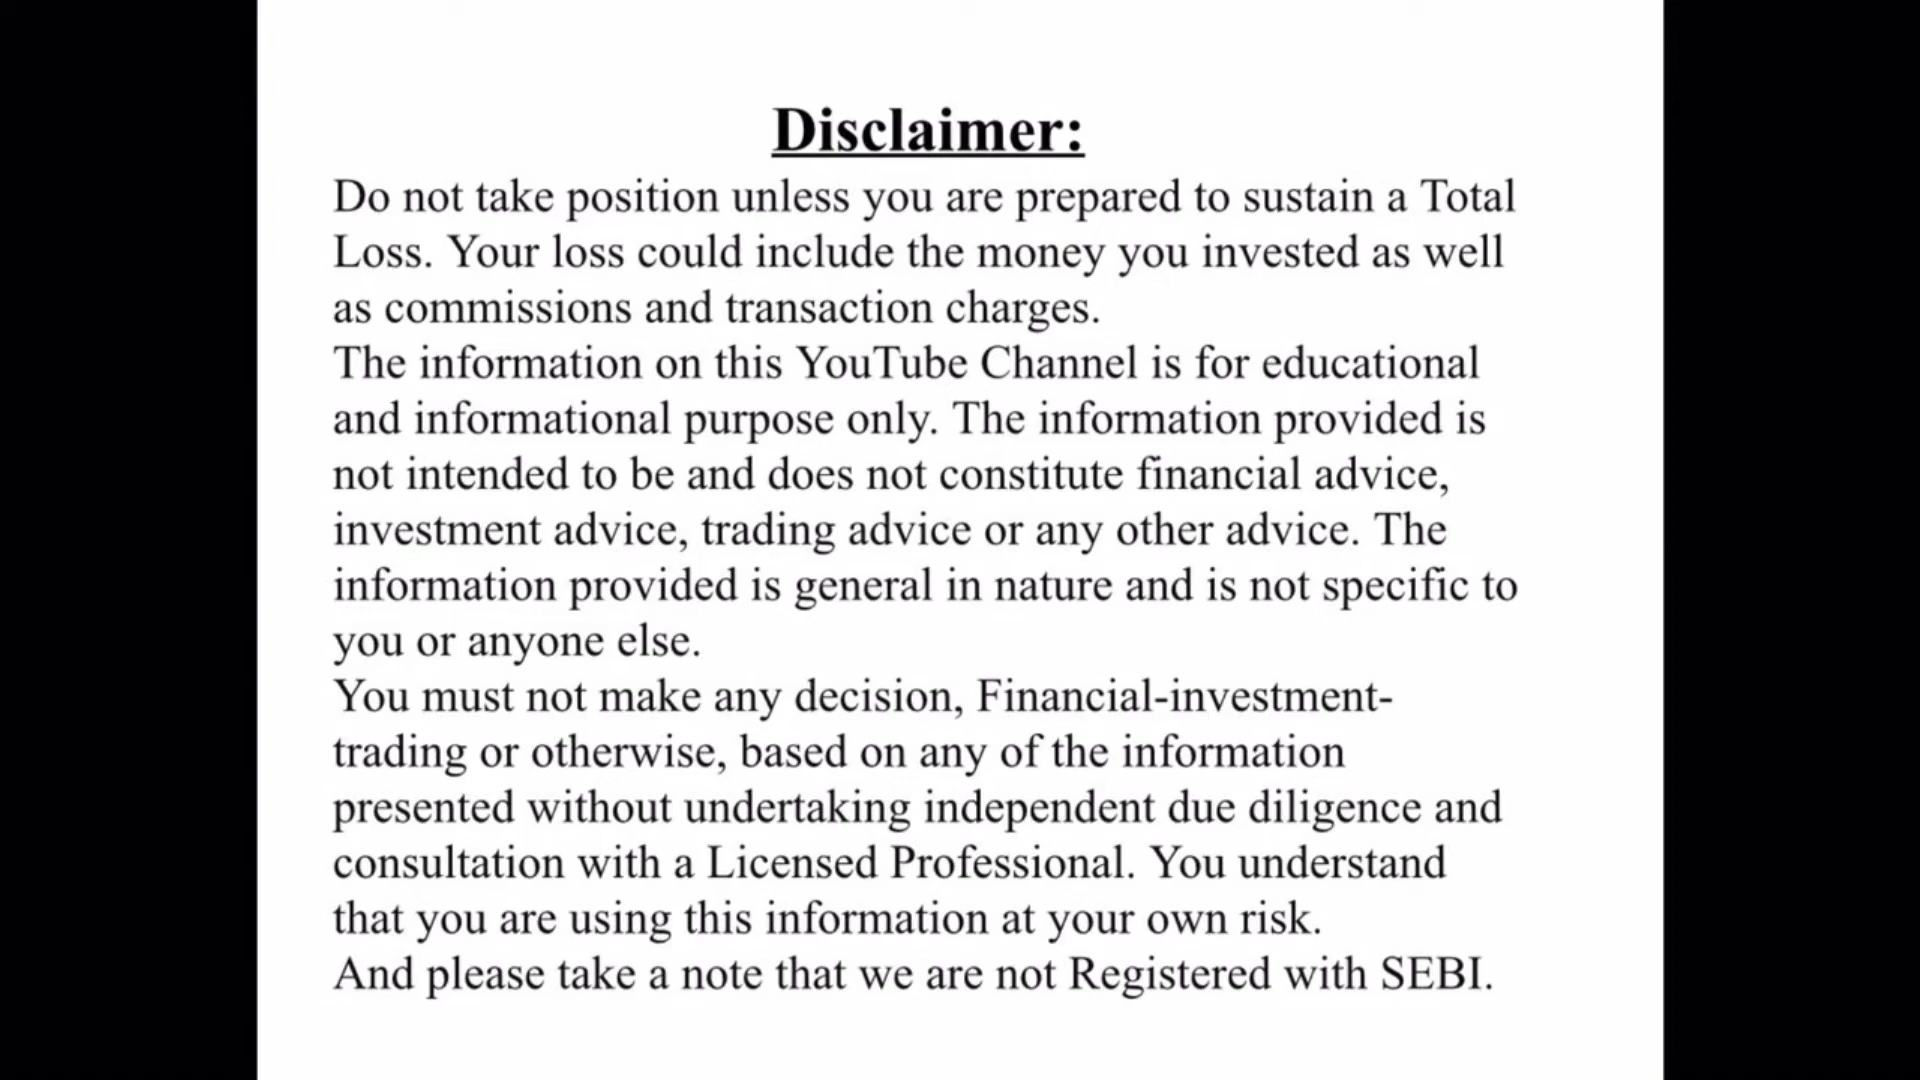 Disclaimer:
Do not take position unless you are prepared to sustain a Total
Loss. Your loss could include the money you invested as well
as commissions and transaction charges.
The information on this YouTube Channel is for educational
and informational purpose only. The information provided is
not intended to be and does not constitute financial advice,
investment advice, trading advice or any other advice. The
information provided is general in nature and is not specific to
you or anyone else.
You must not make any decision, Financial-investment-
trading or otherwise, based on any of the information
presented without undertaking independent due diligence and
consultation with a Licensed Professional. You understand
that you are using this information at your own risk.
And please take a note that we are not Registered with SEBI.